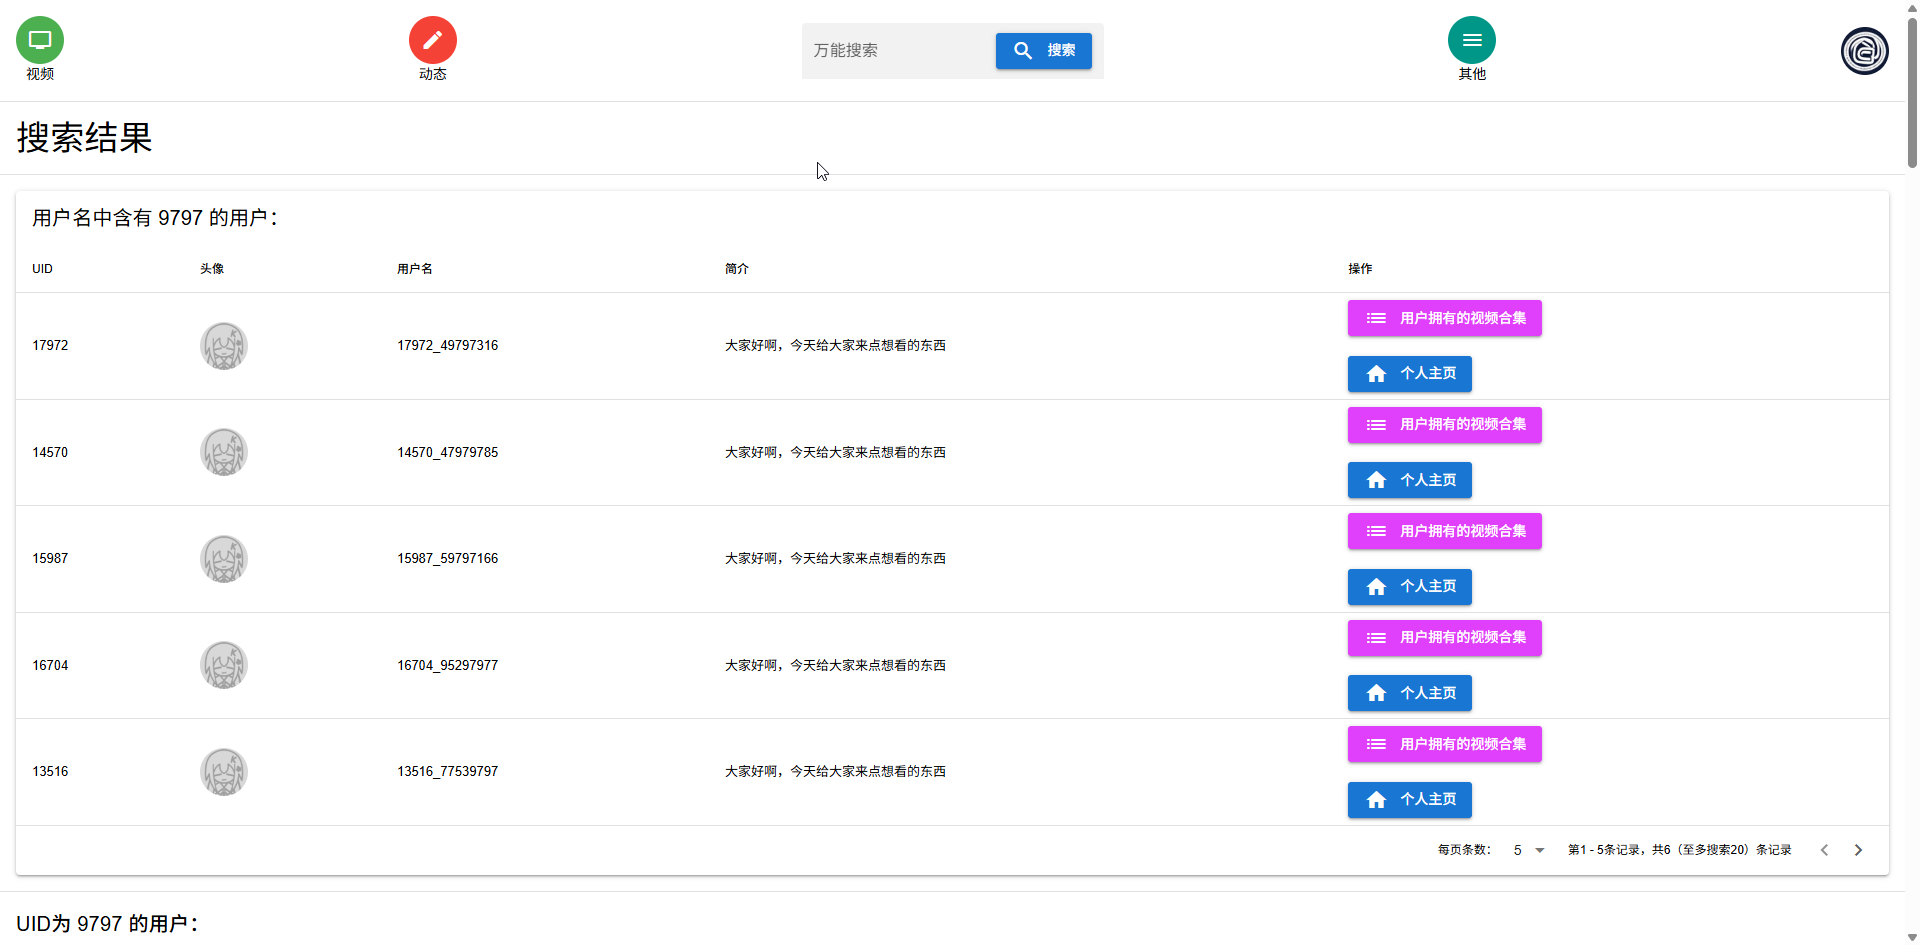 视频
动态
万能搜索
搜索
其他
搜索结果
用户名中含有 9797 的用户：
UID 头像 用户名 简介 操作
17972 17972_49797316 大家好啊，今天给大家来点想看的东西
用户拥有的视频合集
个人主页
14570 14570_47979785 大家好啊，今天给大家来点想看的东西
用户拥有的视频合集
个人主页
15987 15987_59797166 大家好啊，今天给大家来点想看的东西
用户拥有的视频合集
个人主页
16704 16704_95297977 大家好啊，今天给大家来点想看的东西
用户拥有的视频合集
个人主页
13516 13516_77539797 大家好啊，今天给大家来点想看的东西
用户拥有的视频合集
个人主页
每页条数： 5 第1 - 5条记录，共6（至多搜索20）条记录
UID为 9797 的用户：